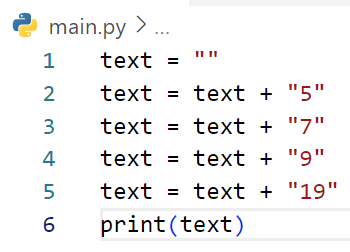 main.py > ...
1 text = ""
2 text = text + "5"
3 text = text + "7"
4 text = text + "9"
5 text = text + "19"
6 print(text)